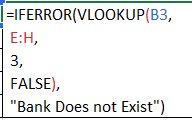 =IFERROR(VLOOKUP(B3,
E:H,
3,
FALSE),
"Bank Does not Exist")